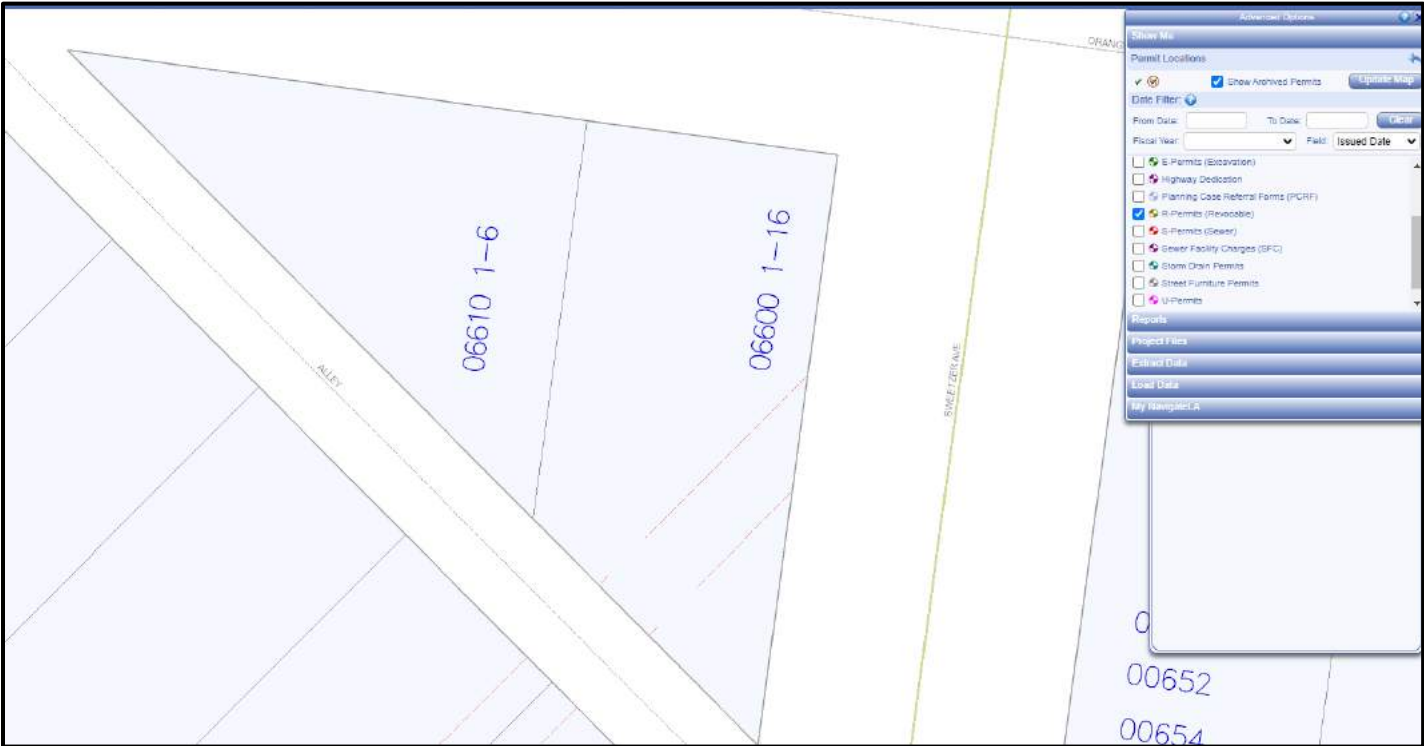 Advanced Options
Show Me
Permit Locations
Show Archived Permits
Update Map
Date Filter:
From Date:
To Date:
Clear
Fiscal Year:
Field: Issued Date
E-Permits (Excavation)
Highway Dedication
Planning Case Referral Forms (PCRF)
R-Permits (Revocable)
S-Permits (Sewer)
Sewer Facility Charges (SFC)
Storm Drain Permits
Street Furniture Permits
U-Permits
Reports
Project Files
Extract Data
Load Data
My NavigateLA
ORANG
06610 1-6
06600 1-16
ALLEY
SWEETZER AVE
0
00652
00654